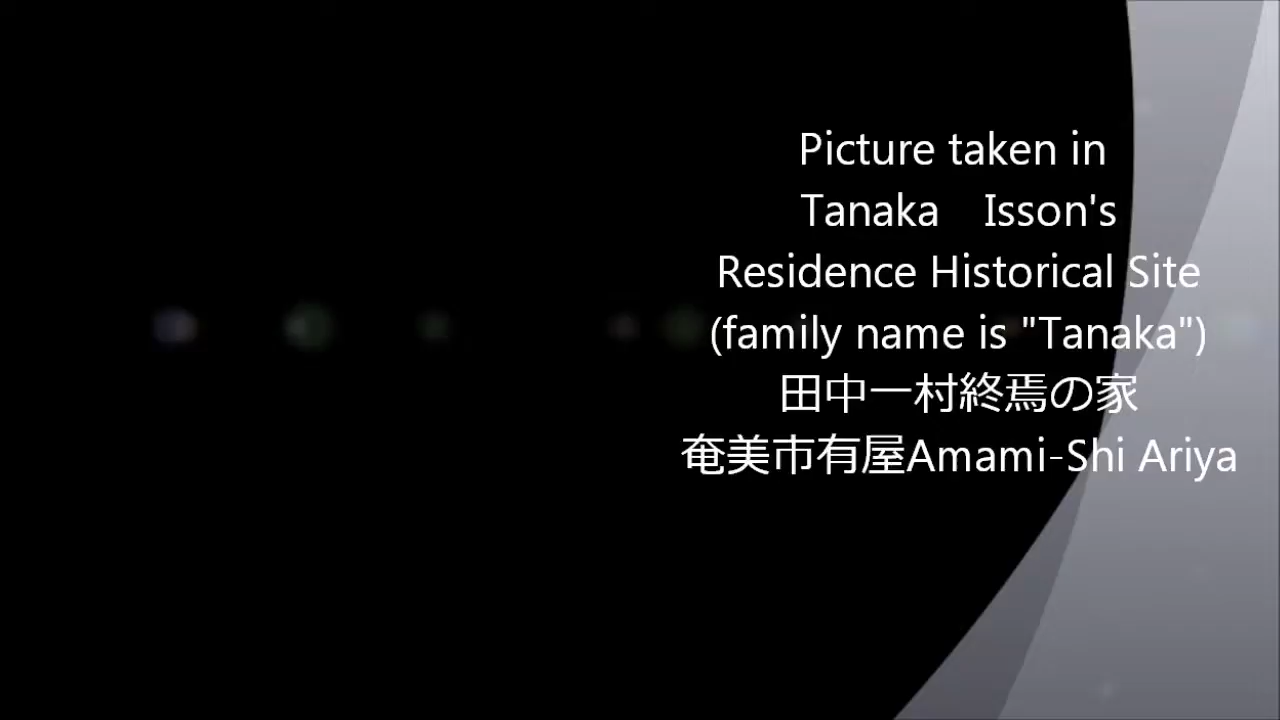 Picture taken in
Tanaka　Isson's
Residence Historical Site
(family name is "Tanaka")
田中一村終焉の家
奄美市有屋Amami-Shi Ariya